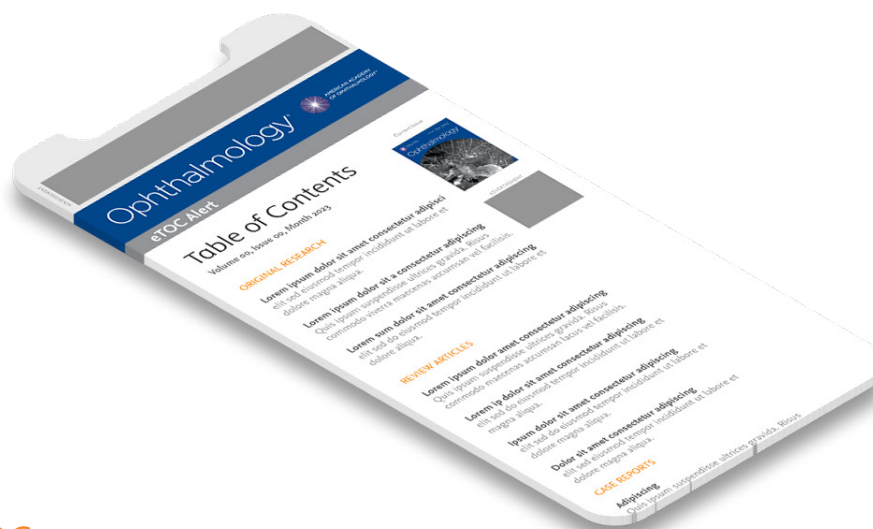 ADVERTISEMENT
Ophthalmology®
AMERICAN ACADEMY
OF OPHTHALMOLOGY®
eTOC Alert
Table of Contents
Volume 00, Issue 00, Month 2023
Current Issue
Ophthalmology
ADVERTISEMENT
ORIGINAL RESEARCH
Lorem ipsum dolor sit amet consectetur adipisci
elit sed eiusmod tempor incididunt ut labore et
dolore magna aliqua.
Lorem ipsum dolor sit a consectetur adipiscing
Quis ipsum suspendisse ultrices gravida. Risus
commodo viverra maecenas accumsan vel facilisis.
Lorem sum dolor sit amet consectetur adipiscing
elit sed do eiusmod tempor incididunt ut labore et
dolore aliqua.
REVIEW ARTICLES
Lorem ipsum dolor amet consectetur adipiscing
Quis ipsum suspendisse ultrices gravida. Risus
commodo maecenas accumsan lacus vel facilisis.
Lorem ip dolor sit amet consectetur adipiscing
elit sed do eiusmod tempor incididunt ut labore et
magna aliqua.
Ipsum dolor sit amet consectetur adipiscing
elit sed do eiusmod tempor incididunt ut labore et
dolore magna aliqua.
Dolor sit amet consectetur adipiscing
elit sed do eiusmod tempor incididunt ut labore et
dolore magna aliqua.
CASE REPORTS
Adipiscing
Quis ipsum suspendisse ultrices gravida. Risus